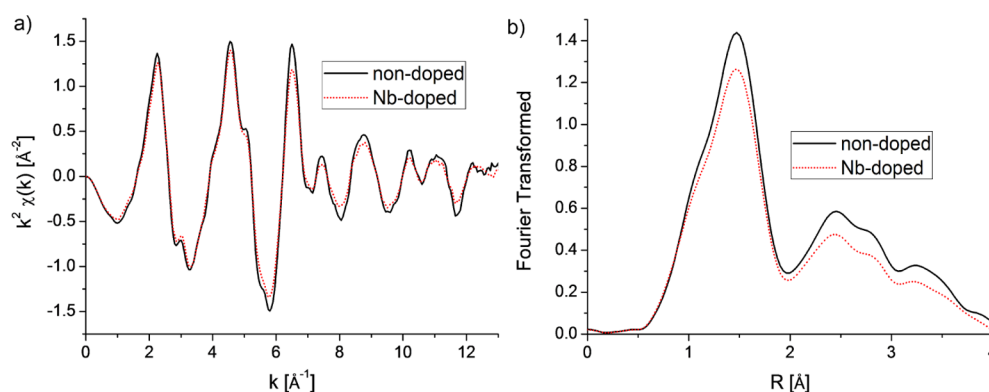 a)
k² χ(k) [Å⁻²]
1.5
1.0
0.5
0.0
-0.5
-1.0
-1.5
non-doped
Nb-doped
0 2 4 6 8 10 12
k [Å⁻¹]
b)
Fourier Transformed
1.4
1.2
1.0
0.8
0.6
0.4
0.2
0.0
non-doped
Nb-doped
0 1 2 3 4
R [Å]